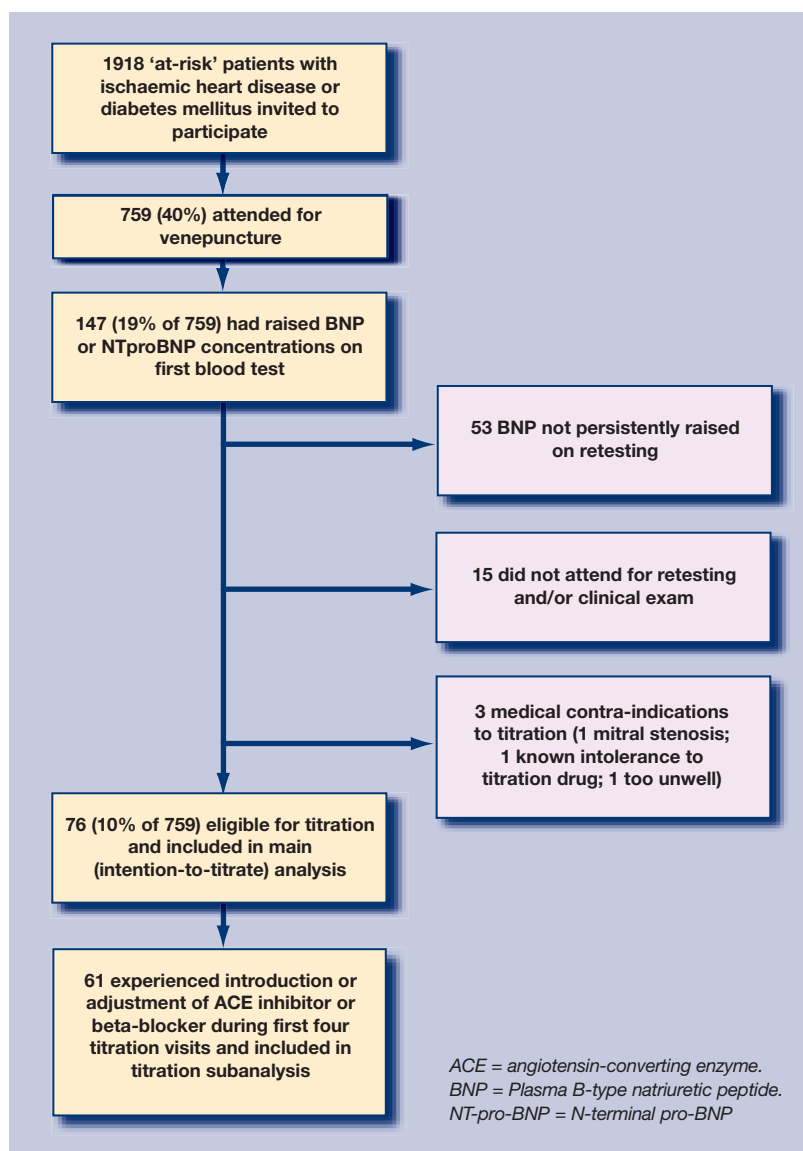 1918 ‘at-risk’ patients with
ischaemic heart disease or
diabetes mellitus invited to
participate
759 (40%) attended for
venepuncture
147 (19% of 759) had raised BNP
or NTproBNP concentrations on
first blood test
53 BNP not persistently raised
on retesting
15 did not attend for retesting
and/or clinical exam
3 medical contra-indications
to titration (1 mitral stenosis;
1 known intolerance to
titration drug; 1 too unwell)
76 (10% of 759) eligible for titration
and included in main
(intention-to-titrate) analysis
61 experienced introduction or
adjustment of ACE inhibitor or
beta-blocker during first four
titration visits and included in
titration subanalysis
ACE = angiotensin-converting enzyme.
BNP = Plasma B-type natriuretic peptide.
NT-pro-BNP = N-terminal pro-BNP